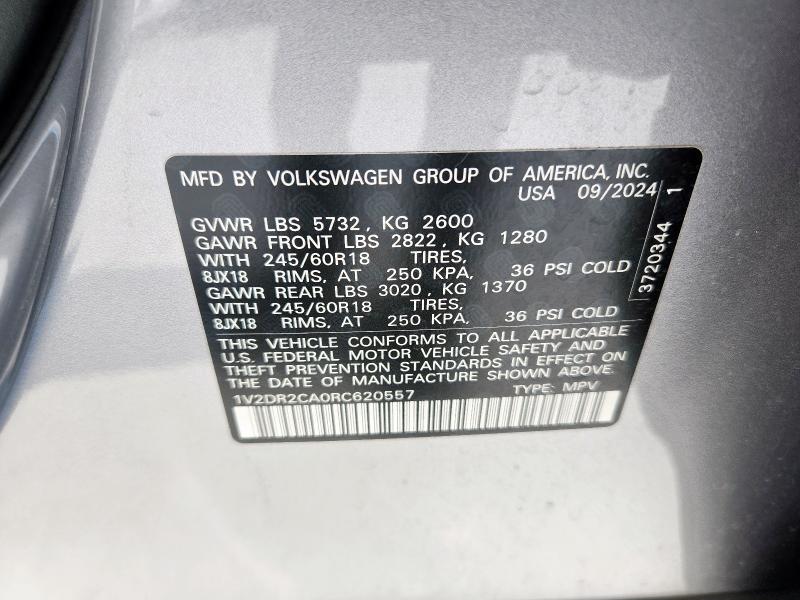 MFD BY VOLKSWAGEN GROUP OF AMERICA, INC.
USA 09/2024
GVWR LBS 5732, KG 2600
GAWR FRONT LBS 2822, KG 1280
WITH 245/60R18 TIRES,
8JX18 RIMS, AT 250 KPA, 36 PSI COLD
GAWR REAR LBS 3020, KG 1370
WITH 245/60R18 TIRES,
8JX18 RIMS, AT 250 KPA, 36 PSI COLD
THIS VEHICLE CONFORMS TO ALL APPLICABLE
U.S. FEDERAL MOTOR VEHICLE SAFETY AND
THEFT PREVENTION STANDARDS IN EFFECT ON
THE DATE OF MANUFACTURE SHOWN ABOVE.
1V2DR2CA0RC620557 TYPE: MPV
3720344 1